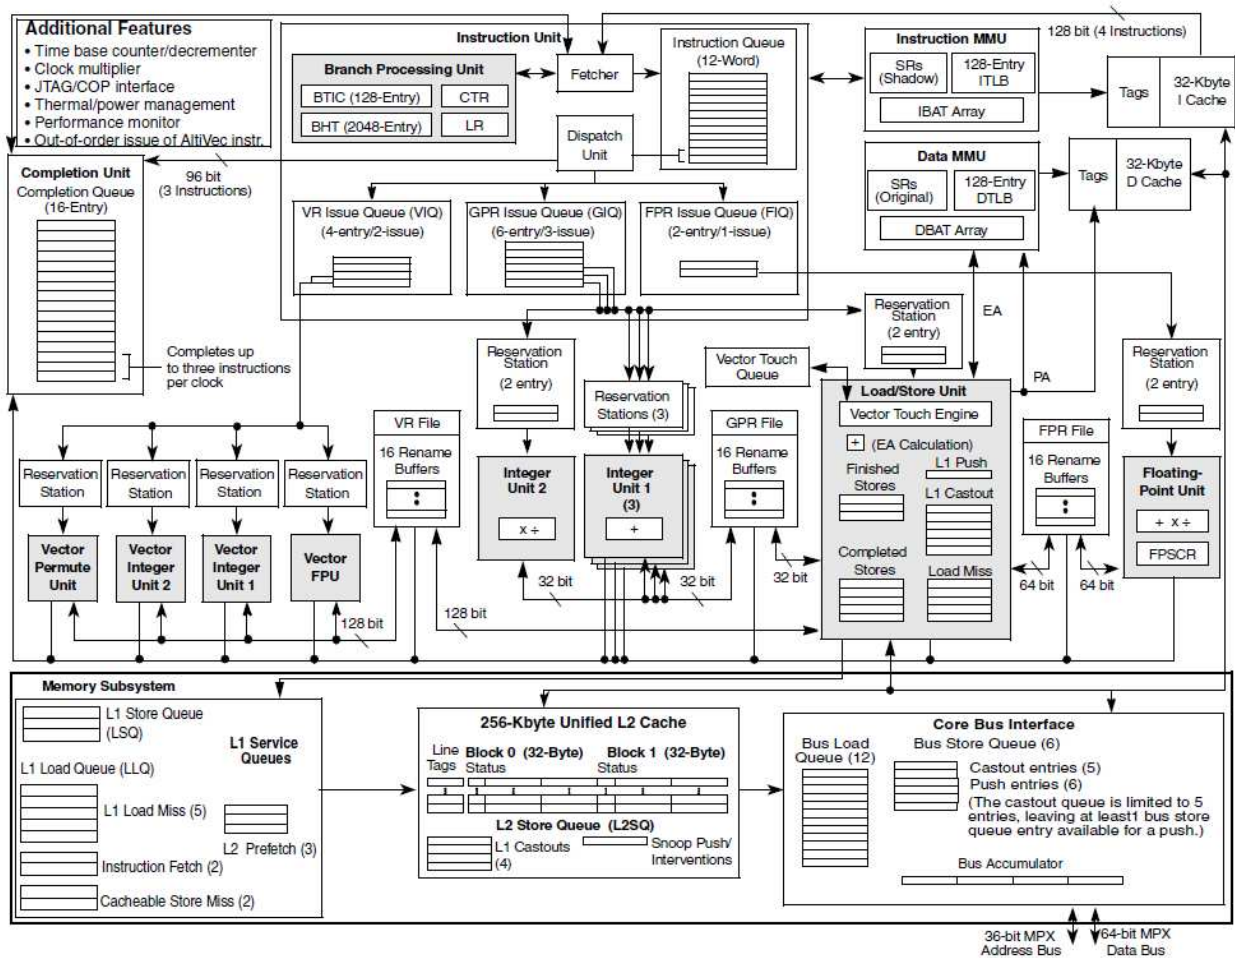 Additional Features
• Time base counter/decrementer
• Clock multiplier
• JTAG/COP interface
• Thermal/power management
• Performance monitor
• Out-of-order issue of AltiVec instr.
Instruction Unit
Branch Processing Unit
BTIC (128-Entry)
CTR
BHT (2048-Entry)
LR
Fetcher
Instruction Queue
(12-Word)
Dispatch
Unit
128 bit (4 Instructions)
Instruction MMU
SRs
(Shadow)
128-Entry
ITLB
IBAT Array
Tags
32-Kbyte
I Cache
Data MMU
SRs
(Original)
128-Entry
DTLB
DBAT Array
Tags
32-Kbyte
D Cache
96 bit
(3 Instructions)
Completion Unit
Completion Queue
(16-Entry)
Completes up
to three instructions
per clock
VR Issue Queue (VIQ)
(4-entry/2-issue)
GPR Issue Queue (GIQ)
(6-entry/3-issue)
FPR Issue Queue (FIQ)
(2-entry/1-issue)
Reservation
Station
(2 entry)
EA
PA
Reservation
Station
(2 entry)
Vector Touch
Queue
Reservation
Station
(2 entry)
Reservation
Stations (3)
Load/Store Unit
Vector Touch Engine
+
(EA Calculation)
Finished
Stores
L1 Push
L1 Castout
Completed
Stores
Load Miss
VR File
16 Rename
Buffers
GPR File
16 Rename
Buffers
FPR File
16 Rename
Buffers
Reservation
Station
Reservation
Station
Reservation
Station
Reservation
Station
Integer
Unit 2
x ÷
Integer
Unit 1
(3)
+
Floating-
Point Unit
+ x ÷
FPSCR
Vector
Permute
Unit
Vector
Integer
Unit 2
Vector
Integer
Unit 1
Vector
FPU
128 bit
128 bit
32 bit
32 bit
32 bit
64 bit
64 bit
Memory Subsystem
L1 Store Queue
(LSQ)
L1 Service
Queues
L1 Load Queue (LLQ)
L1 Load Miss (5)
L2 Prefetch (3)
Instruction Fetch (2)
Cacheable Store Miss (2)
256-Kbyte Unified L2 Cache
Line
Tags
Block 0 (32-Byte)
Status
Block 1 (32-Byte)
Status
L2 Store Queue (L2SQ)
L1 Castouts
(4)
Snoop Push/
Interventions
Core Bus Interface
Bus Load
Queue (12)
Bus Store Queue (6)
Castout entries (5)
Push entries (6)
(The castout queue is limited to 5
entries, leaving at least1 bus store
queue entry available for a push.)
Bus Accumulator
36-bit MPX
Address Bus
64-bit MPX
Data Bus